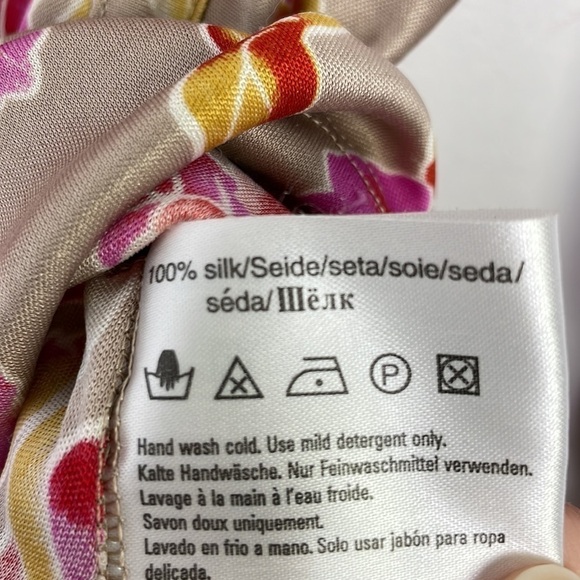 100% silk/Seide/seta/soie/seda/
séda/Шёлк
P
Hand wash cold. Use mild detergent only.
Kalte Handwäsche. Nur Feinwaschmittel verwenden.
Lavage à la main à l'eau froide.
Savon doux uniquement.
Lavado en frio a mano. Solo usar jabón para ropa
delicada.